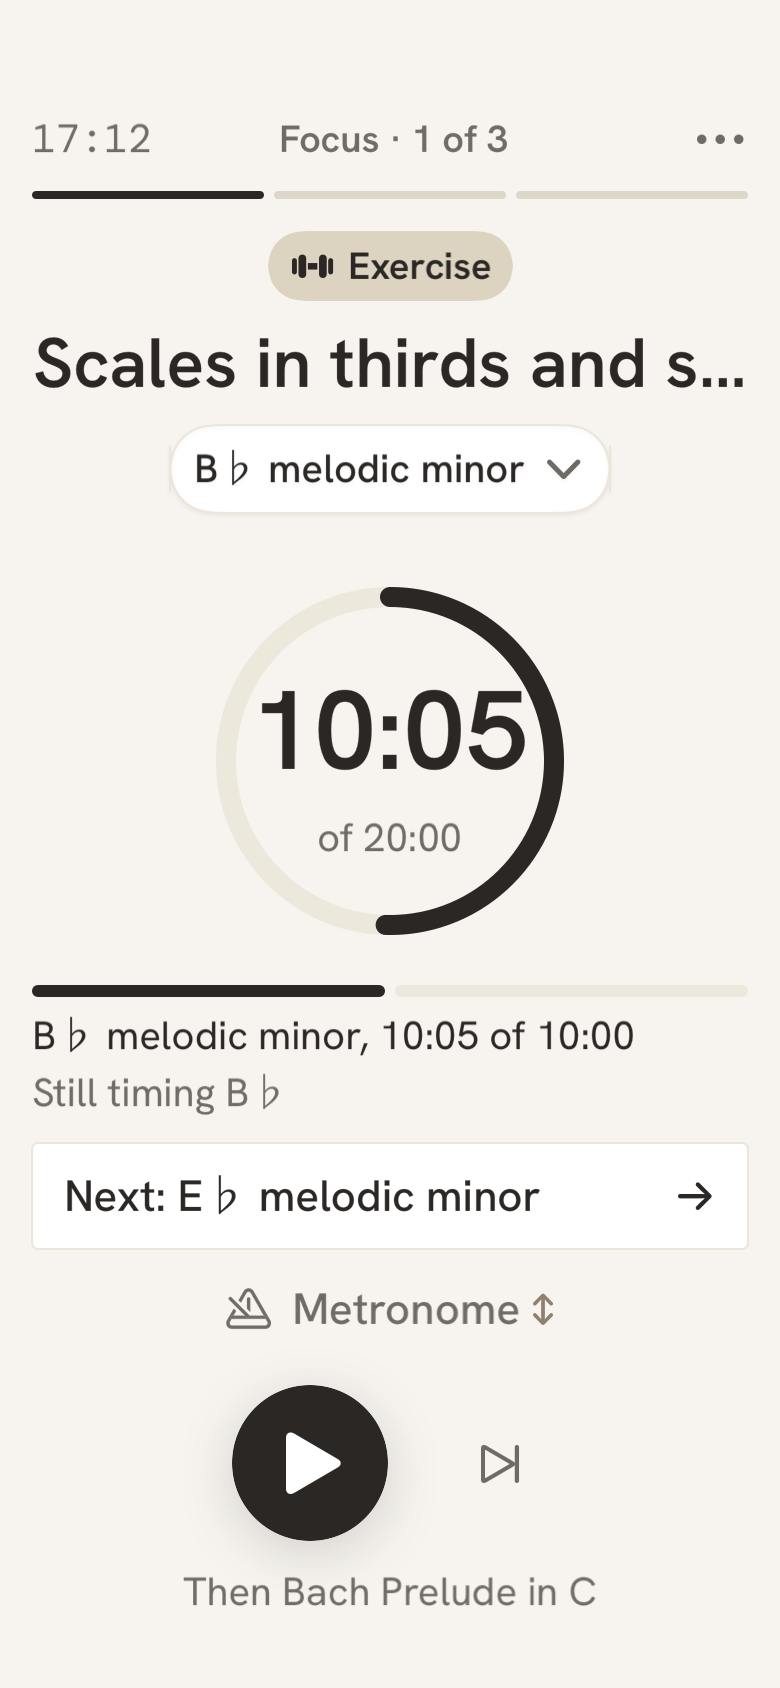 17:12
Focus · 1 of 3
Exercise
Scales in thirds and s...
B♭ melodic minor
10:05
of 20:00
B♭ melodic minor, 10:05 of 10:00
Still timing B♭
Next: E♭ melodic minor
Metronome
Then Bach Prelude in C